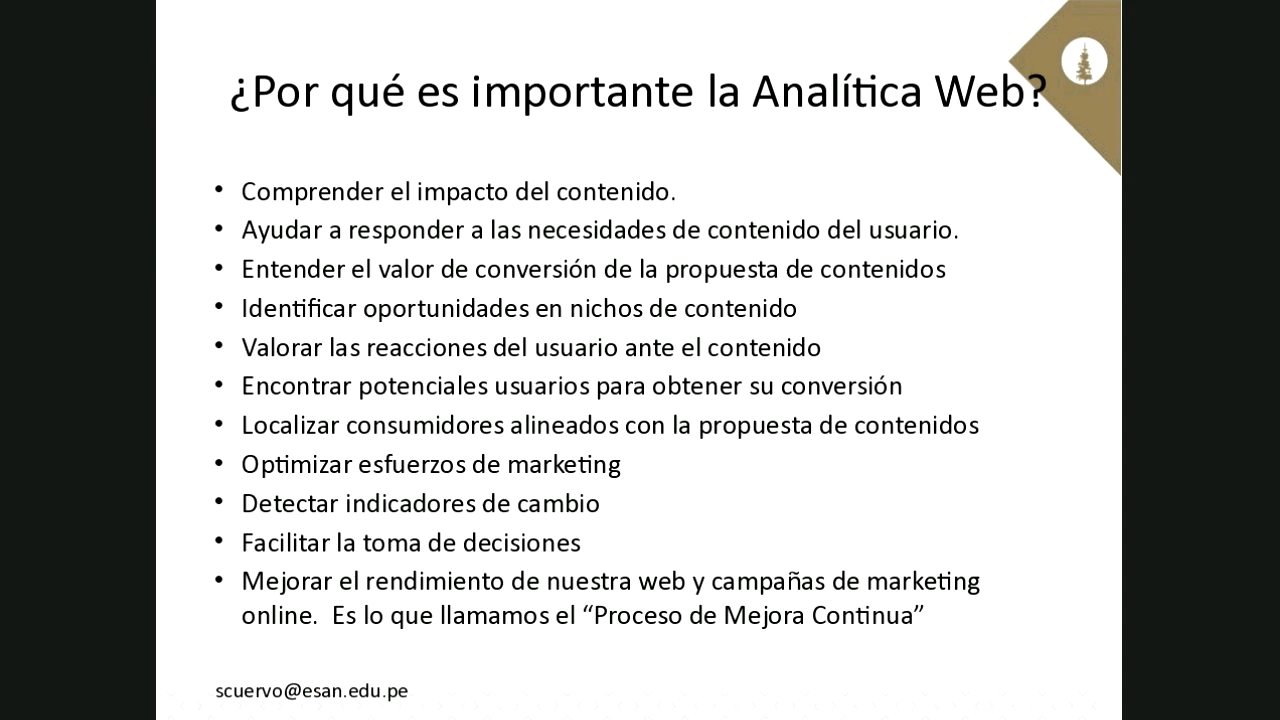 ¿Por qué es importante la Analítica Web?
• Comprender el impacto del contenido.
• Ayudar a responder a las necesidades de contenido del usuario.
• Entender el valor de conversión de la propuesta de contenidos
• Identificar oportunidades en nichos de contenido
• Valorar las reacciones del usuario ante el contenido
• Encontrar potenciales usuarios para obtener su conversión
• Localizar consumidores alineados con la propuesta de contenidos
• Optimizar esfuerzos de marketing
• Detectar indicadores de cambio
• Facilitar la toma de decisiones
• Mejorar el rendimiento de nuestra web y campañas de marketing
online.  Es lo que llamamos el “Proceso de Mejora Continua”
scuervo@esan.edu.pe